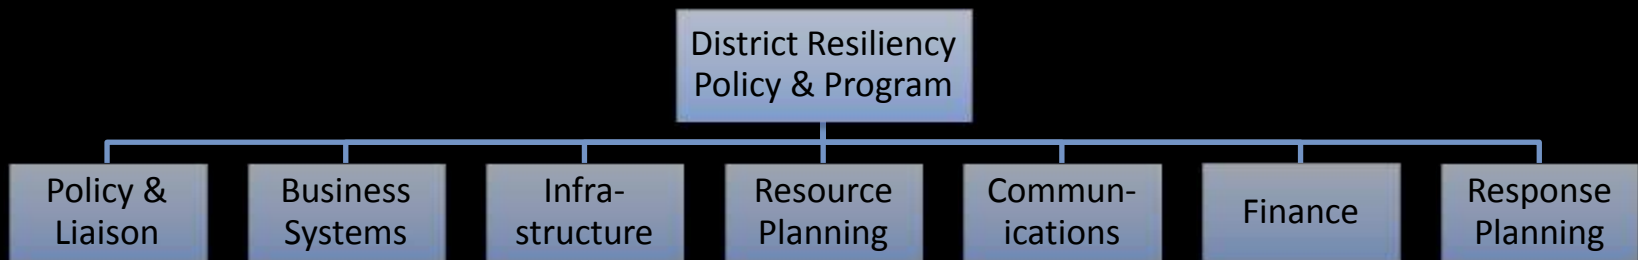 District Resiliency
Policy & Program
Policy &
Liaison
Business
Systems
Infra-
structure
Resource
Planning
Commun-
ications
Finance
Response
Planning